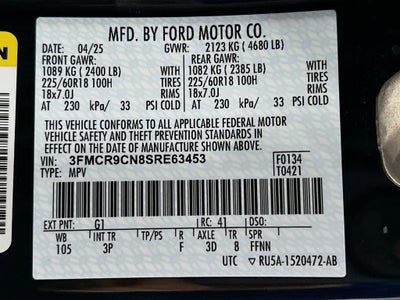 MFD. BY FORD MOTOR CO.
DATE: 04/25 GVWR: 2123 KG ( 4680 LB)
FRONT GAWR: REAR GAWR:
1089 KG ( 2400 LB) WITH 1082 KG ( 2385 LB) WITH
225/60R18 100H TIRES 225/60R18 100H TIRES
18x7.0J RIMS 18x7.0J RIMS
AT 230 kPa/ 33 PSI COLD AT 230 kPa/ 33 PSI COLD
THIS VEHICLE CONFORMS TO ALL APPLICABLE FEDERAL MOTOR
VEHICLE SAFETY AND THEFT PREVENTION STANDARDS IN
EFFECT ON THE DATE OF MANUFACTURE SHOWN ABOVE.
VIN: 3FMCR9CN8SRE63453 F0134
TYPE: MPV T0421
EXT PNT: G1 RC: 41 DSO:
WB INT TR TP/PS R AXLE TR SPR
105 3P F 3D 8 FFNN
UTC RU5A-1520472-AB